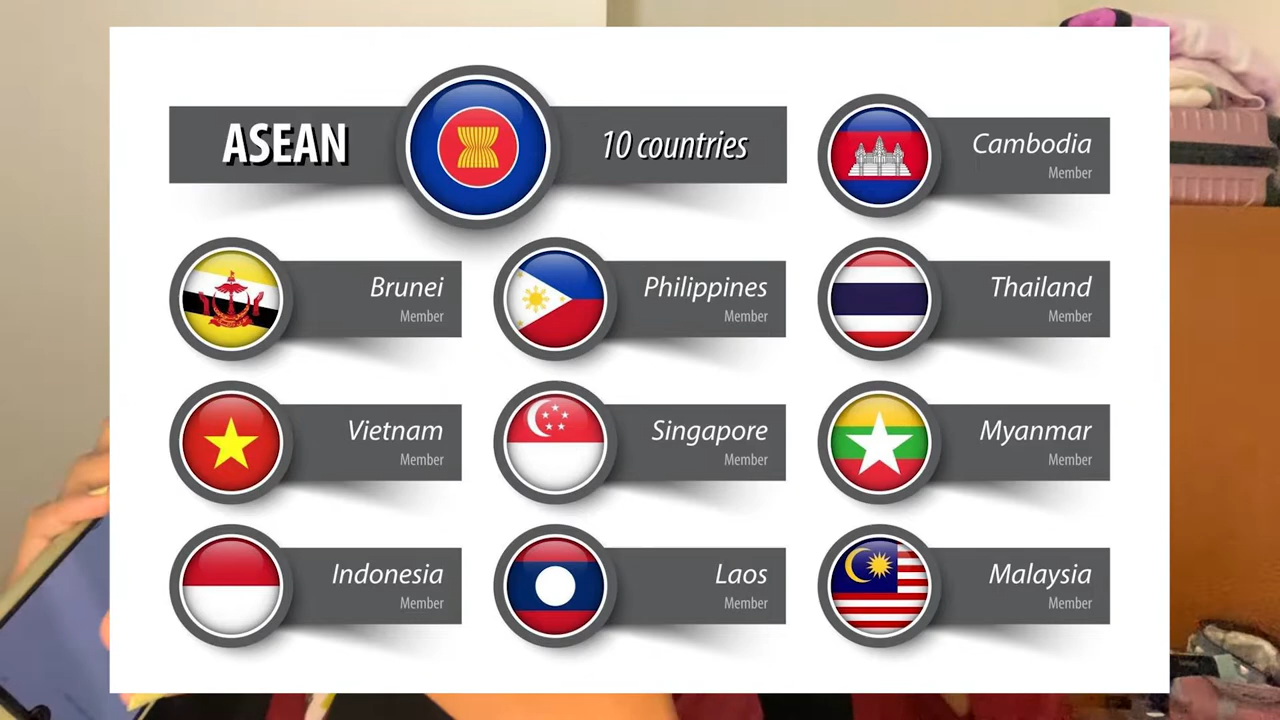 ASEAN
10 countries
Cambodia
Member
Brunei
Member
Philippines
Member
Thailand
Member
Vietnam
Member
Singapore
Member
Myanmar
Member
Indonesia
Member
Laos
Member
Malaysia
Member